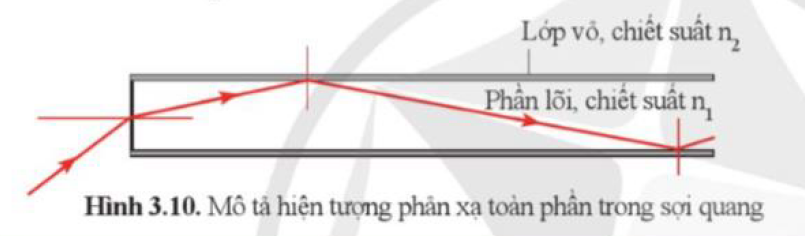 Lớp vỏ, chiết suất n₂
Phần lõi, chiết suất n₁
Hình 3.10. Mô tả hiện tượng phản xạ toàn phần trong sợi quang